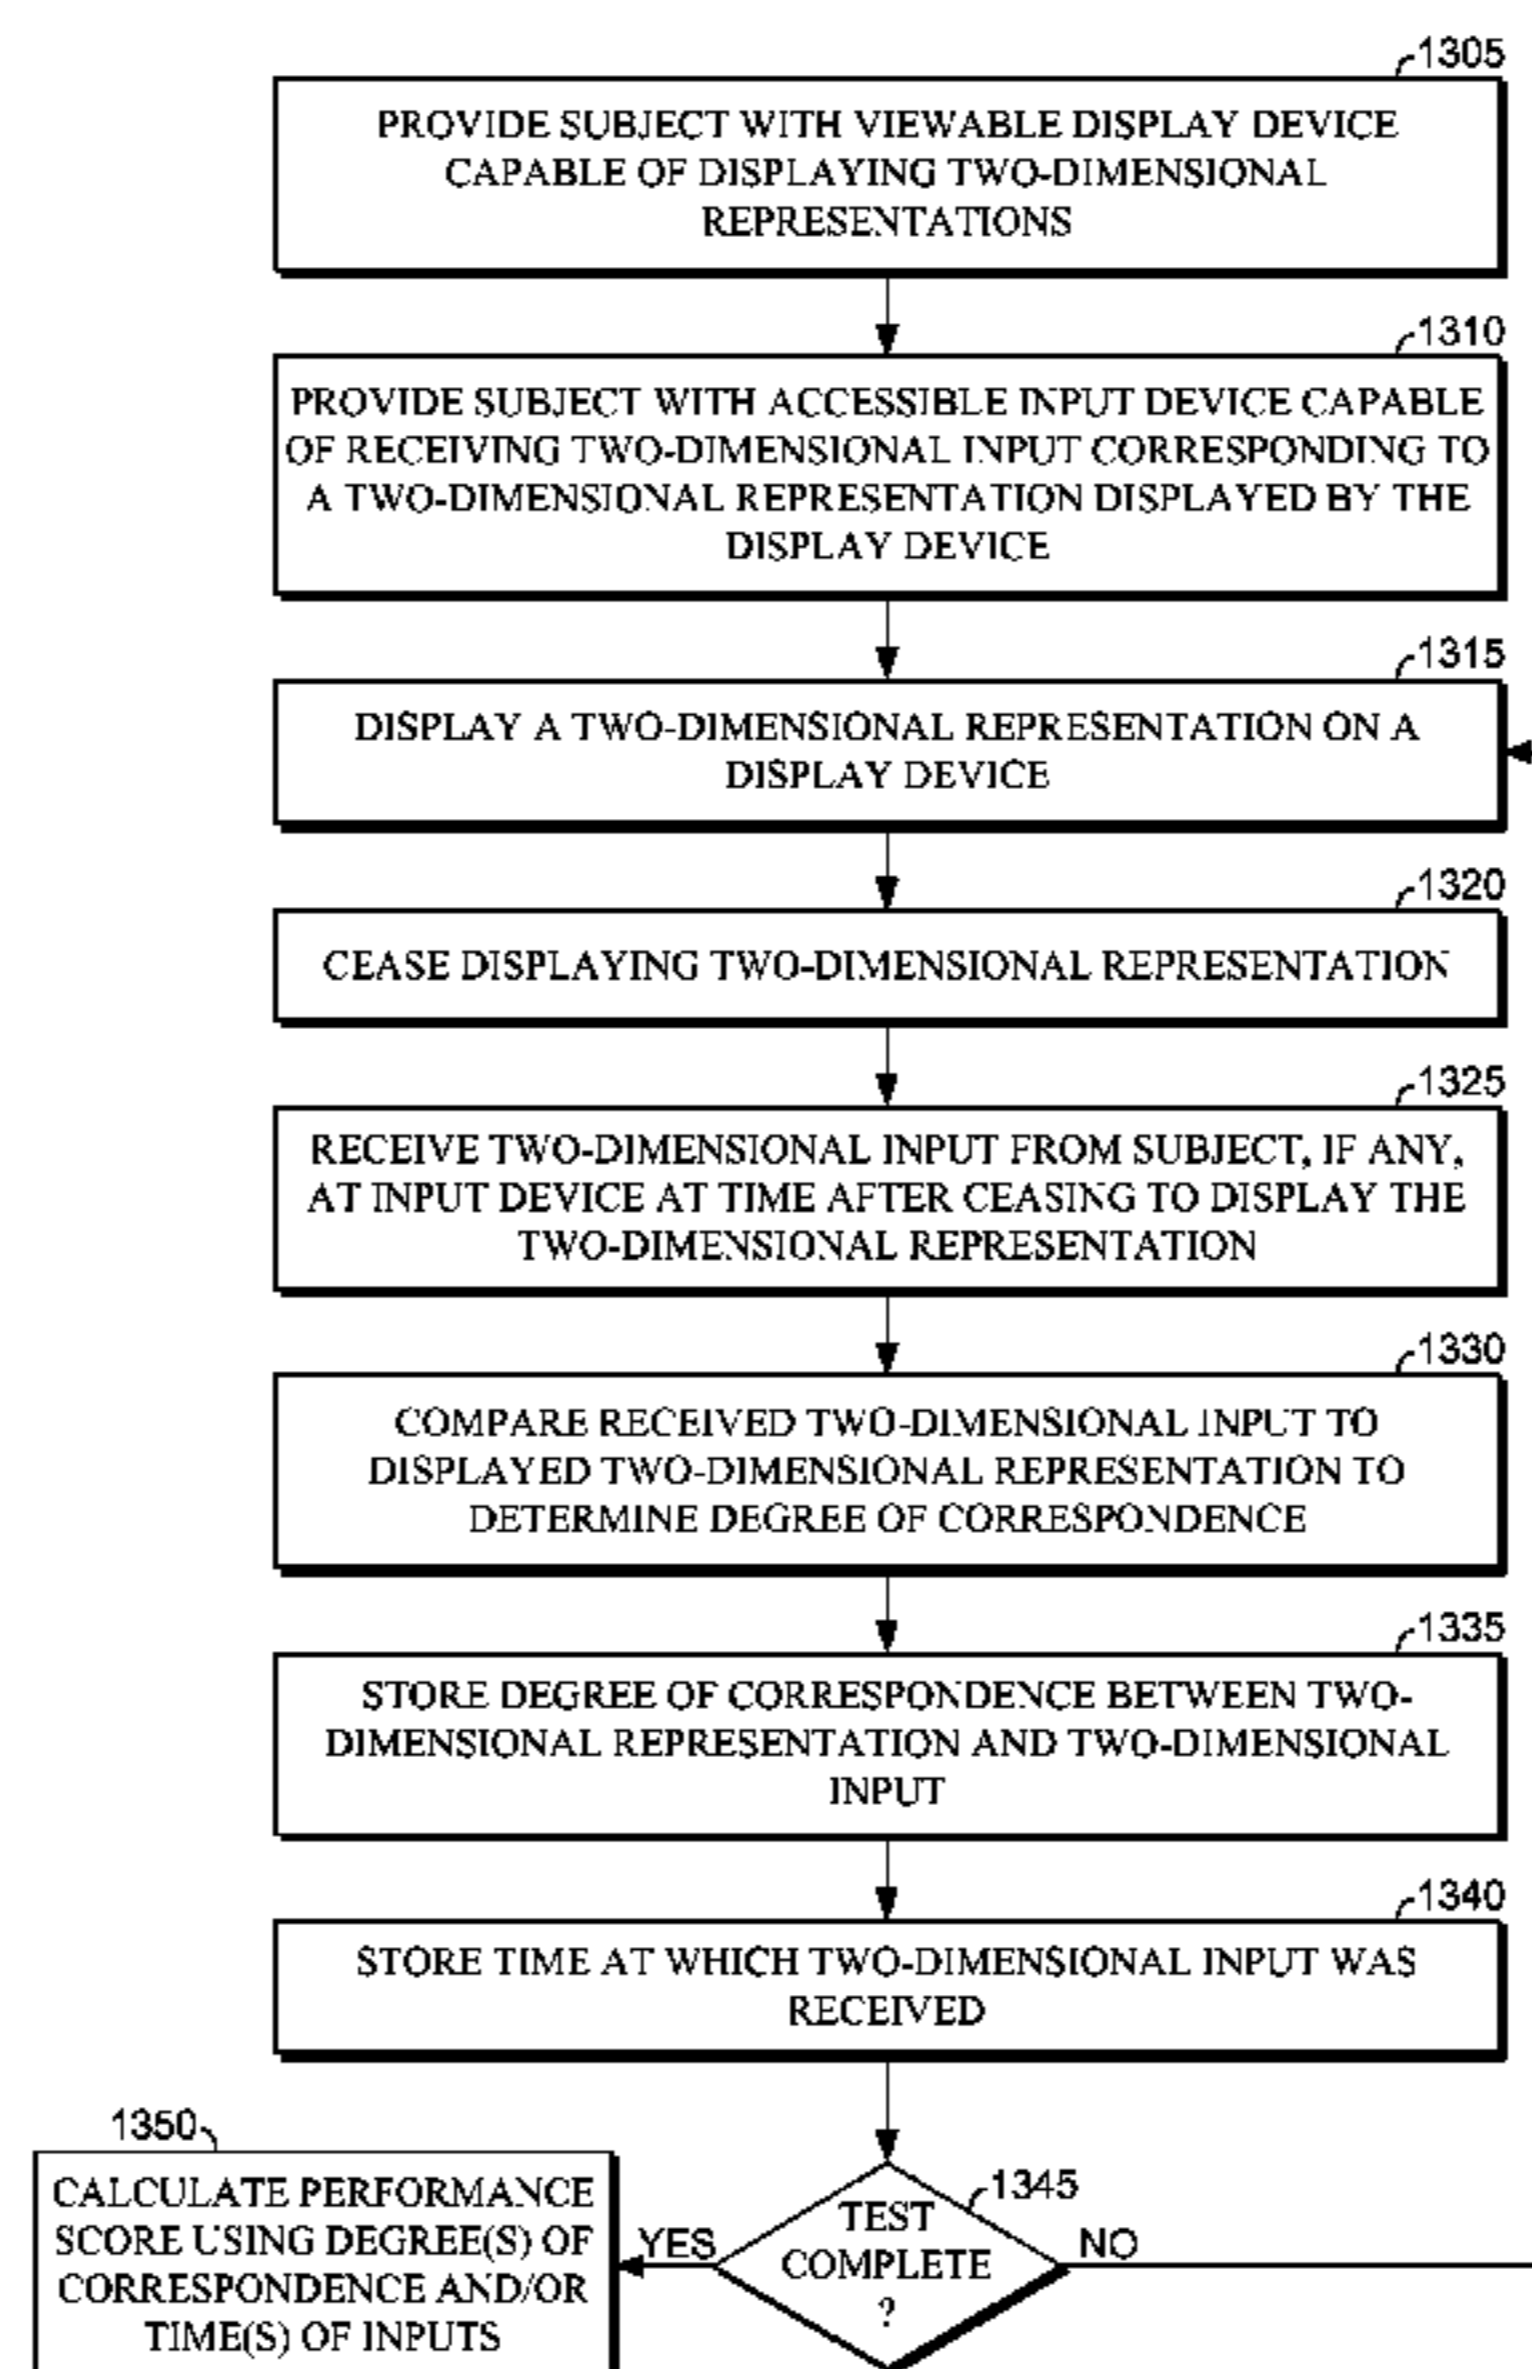 1305
PROVIDE SUBJECT WITH VIEWABLE DISPLAY DEVICE
CAPABLE OF DISPLAYING TWO-DIMENSIONAL
REPRESENTATIONS
1310
PROVIDE SUBJECT WITH ACCESSIBLE INPUT DEVICE CAPABLE
OF RECEIVING TWO-DIMENSIONAL INPUT CORRESPONDING TO
A TWO-DIMENSIONAL REPRESENTATION DISPLAYED BY THE
DISPLAY DEVICE
1315
DISPLAY A TWO-DIMENSIONAL REPRESENTATION ON A
DISPLAY DEVICE
1320
CEASE DISPLAYING TWO-DIMENSIONAL REPRESENTATION
1325
RECEIVE TWO-DIMENSIONAL INPUT FROM SUBJECT, IF ANY,
AT INPUT DEVICE AT TIME AFTER CEASING TO DISPLAY THE
TWO-DIMENSIONAL REPRESENTATION
1330
COMPARE RECEIVED TWO-DIMENSIONAL INPUT TO
DISPLAYED TWO-DIMENSIONAL REPRESENTATION TO
DETERMINE DEGREE OF CORRESPONDENCE
1335
STORE DEGREE OF CORRESPONDENCE BETWEEN TWO-
DIMENSIONAL REPRESENTATION AND TWO-DIMENSIONAL
INPUT
1340
STORE TIME AT WHICH TWO-DIMENSIONAL INPUT WAS
RECEIVED
1350
CALCULATE PERFORMANCE
SCORE USING DEGREE(S) OF
CORRESPONDENCE AND/OR
TIME(S) OF INPUTS
YES
1345
TEST
COMPLETE
?
NO